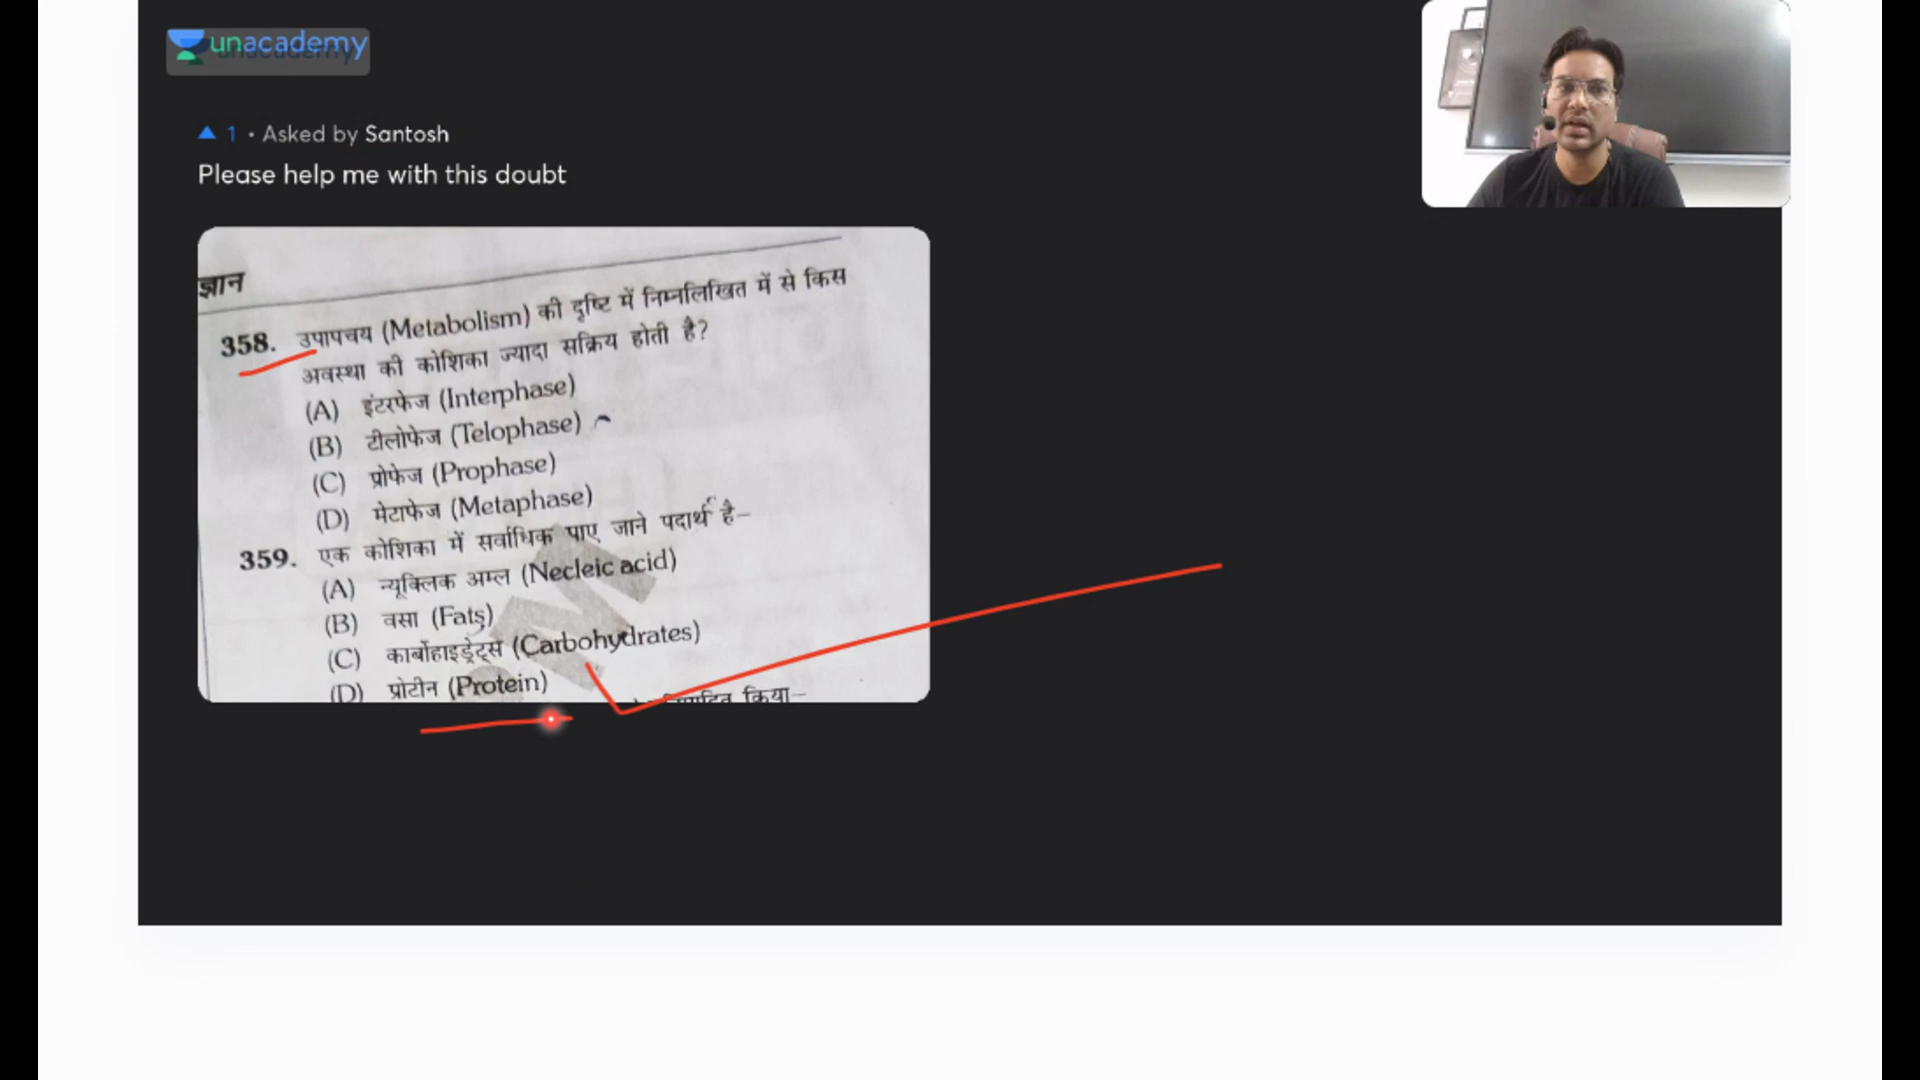 unacademy
1 • Asked by Santosh
Please help me with this doubt
ज्ञान
358. उपापचय (Metabolism) की दृष्टि में निम्नलिखित में से किस
अवस्था की कोशिका ज्यादा सक्रिय होती है?
(A) इंटरफेज (Interphase)
(B) टीलोफेज (Telophase)
(C) प्रोफेज (Prophase)
(D) मेटाफेज (Metaphase)
359. एक कोशिका में सर्वाधिक पाए जाने पदार्थ है–
(A) न्यूक्लिक अम्ल (Necleic acid)
(B) वसा (Fats)
(C) कार्बोहाइड्रेट्स (Carbohydrates)
(D) प्रोटीन (Protein)
किया–